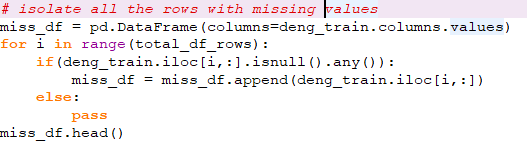 # isolate all the rows with missing values
miss_df = pd.DataFrame(columns=deng_train.columns.values)
for i in range(total_df_rows):
    if(deng_train.iloc[i,:].isnull().any()):
        miss_df = miss_df.append(deng_train.iloc[i,:])
    else:
        pass
miss_df.head()